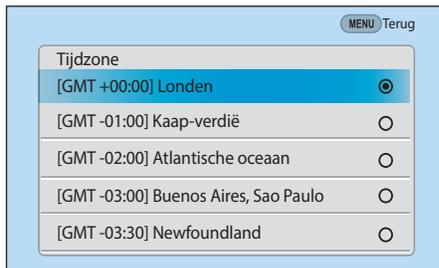 MENU Terug
Tijdzone
[GMT +00:00] Londen
[GMT -01:00] Kaap-verdië
[GMT -02:00] Atlantische oceaan
[GMT -03:00] Buenos Aires, Sao Paulo
[GMT -03:30] Newfoundland